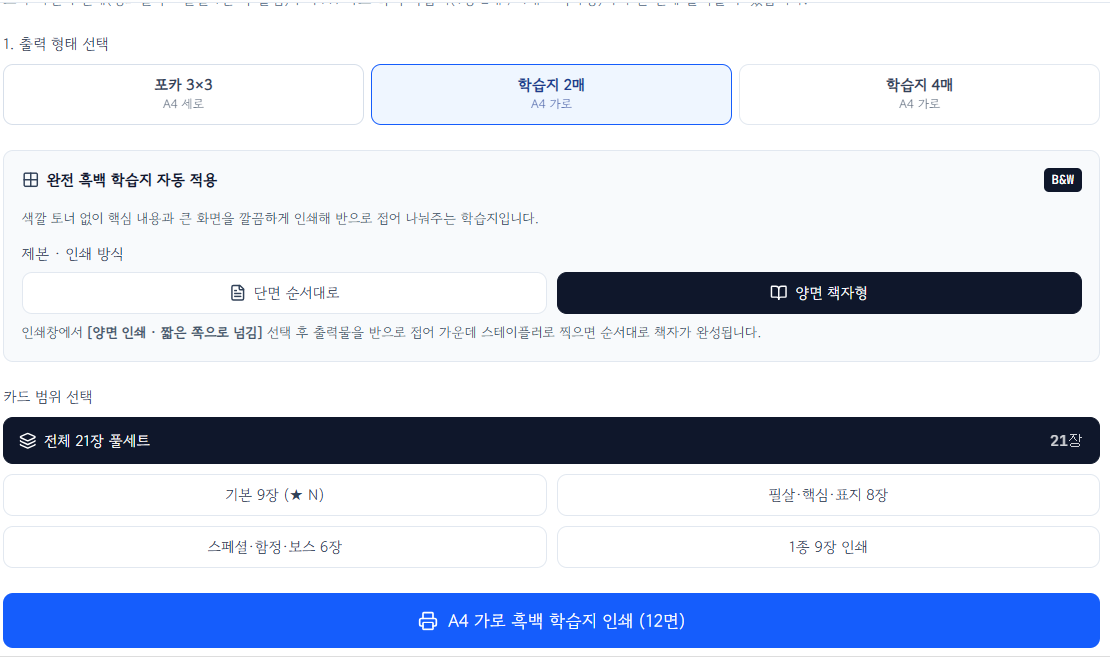 1. 출력 형태 선택
포카 3×3
A4 세로
학습지 2매
A4 가로
학습지 4매
A4 가로
완전 흑백 학습지 자동 적용
B&W
색깔 토너 없이 핵심 내용과 큰 화면을 깔끔하게 인쇄해 반으로 접어 나눠주는 학습지입니다.
제본 · 인쇄 방식
단면 순서대로
양면 책자형
인쇄창에서 [양면 인쇄 · 짧은 쪽으로 넘김] 선택 후 출력물을 반으로 접어 가운데 스테이플러로 찍으면 순서대로 책자가 완성됩니다.
카드 범위 선택
전체 21장 풀세트
21장
기본 9장 (★ N)
필살·핵심·표지 8장
스페셜·함정·보스 6장
1종 9장 인쇄
A4 가로 흑백 학습지 인쇄 (12면)